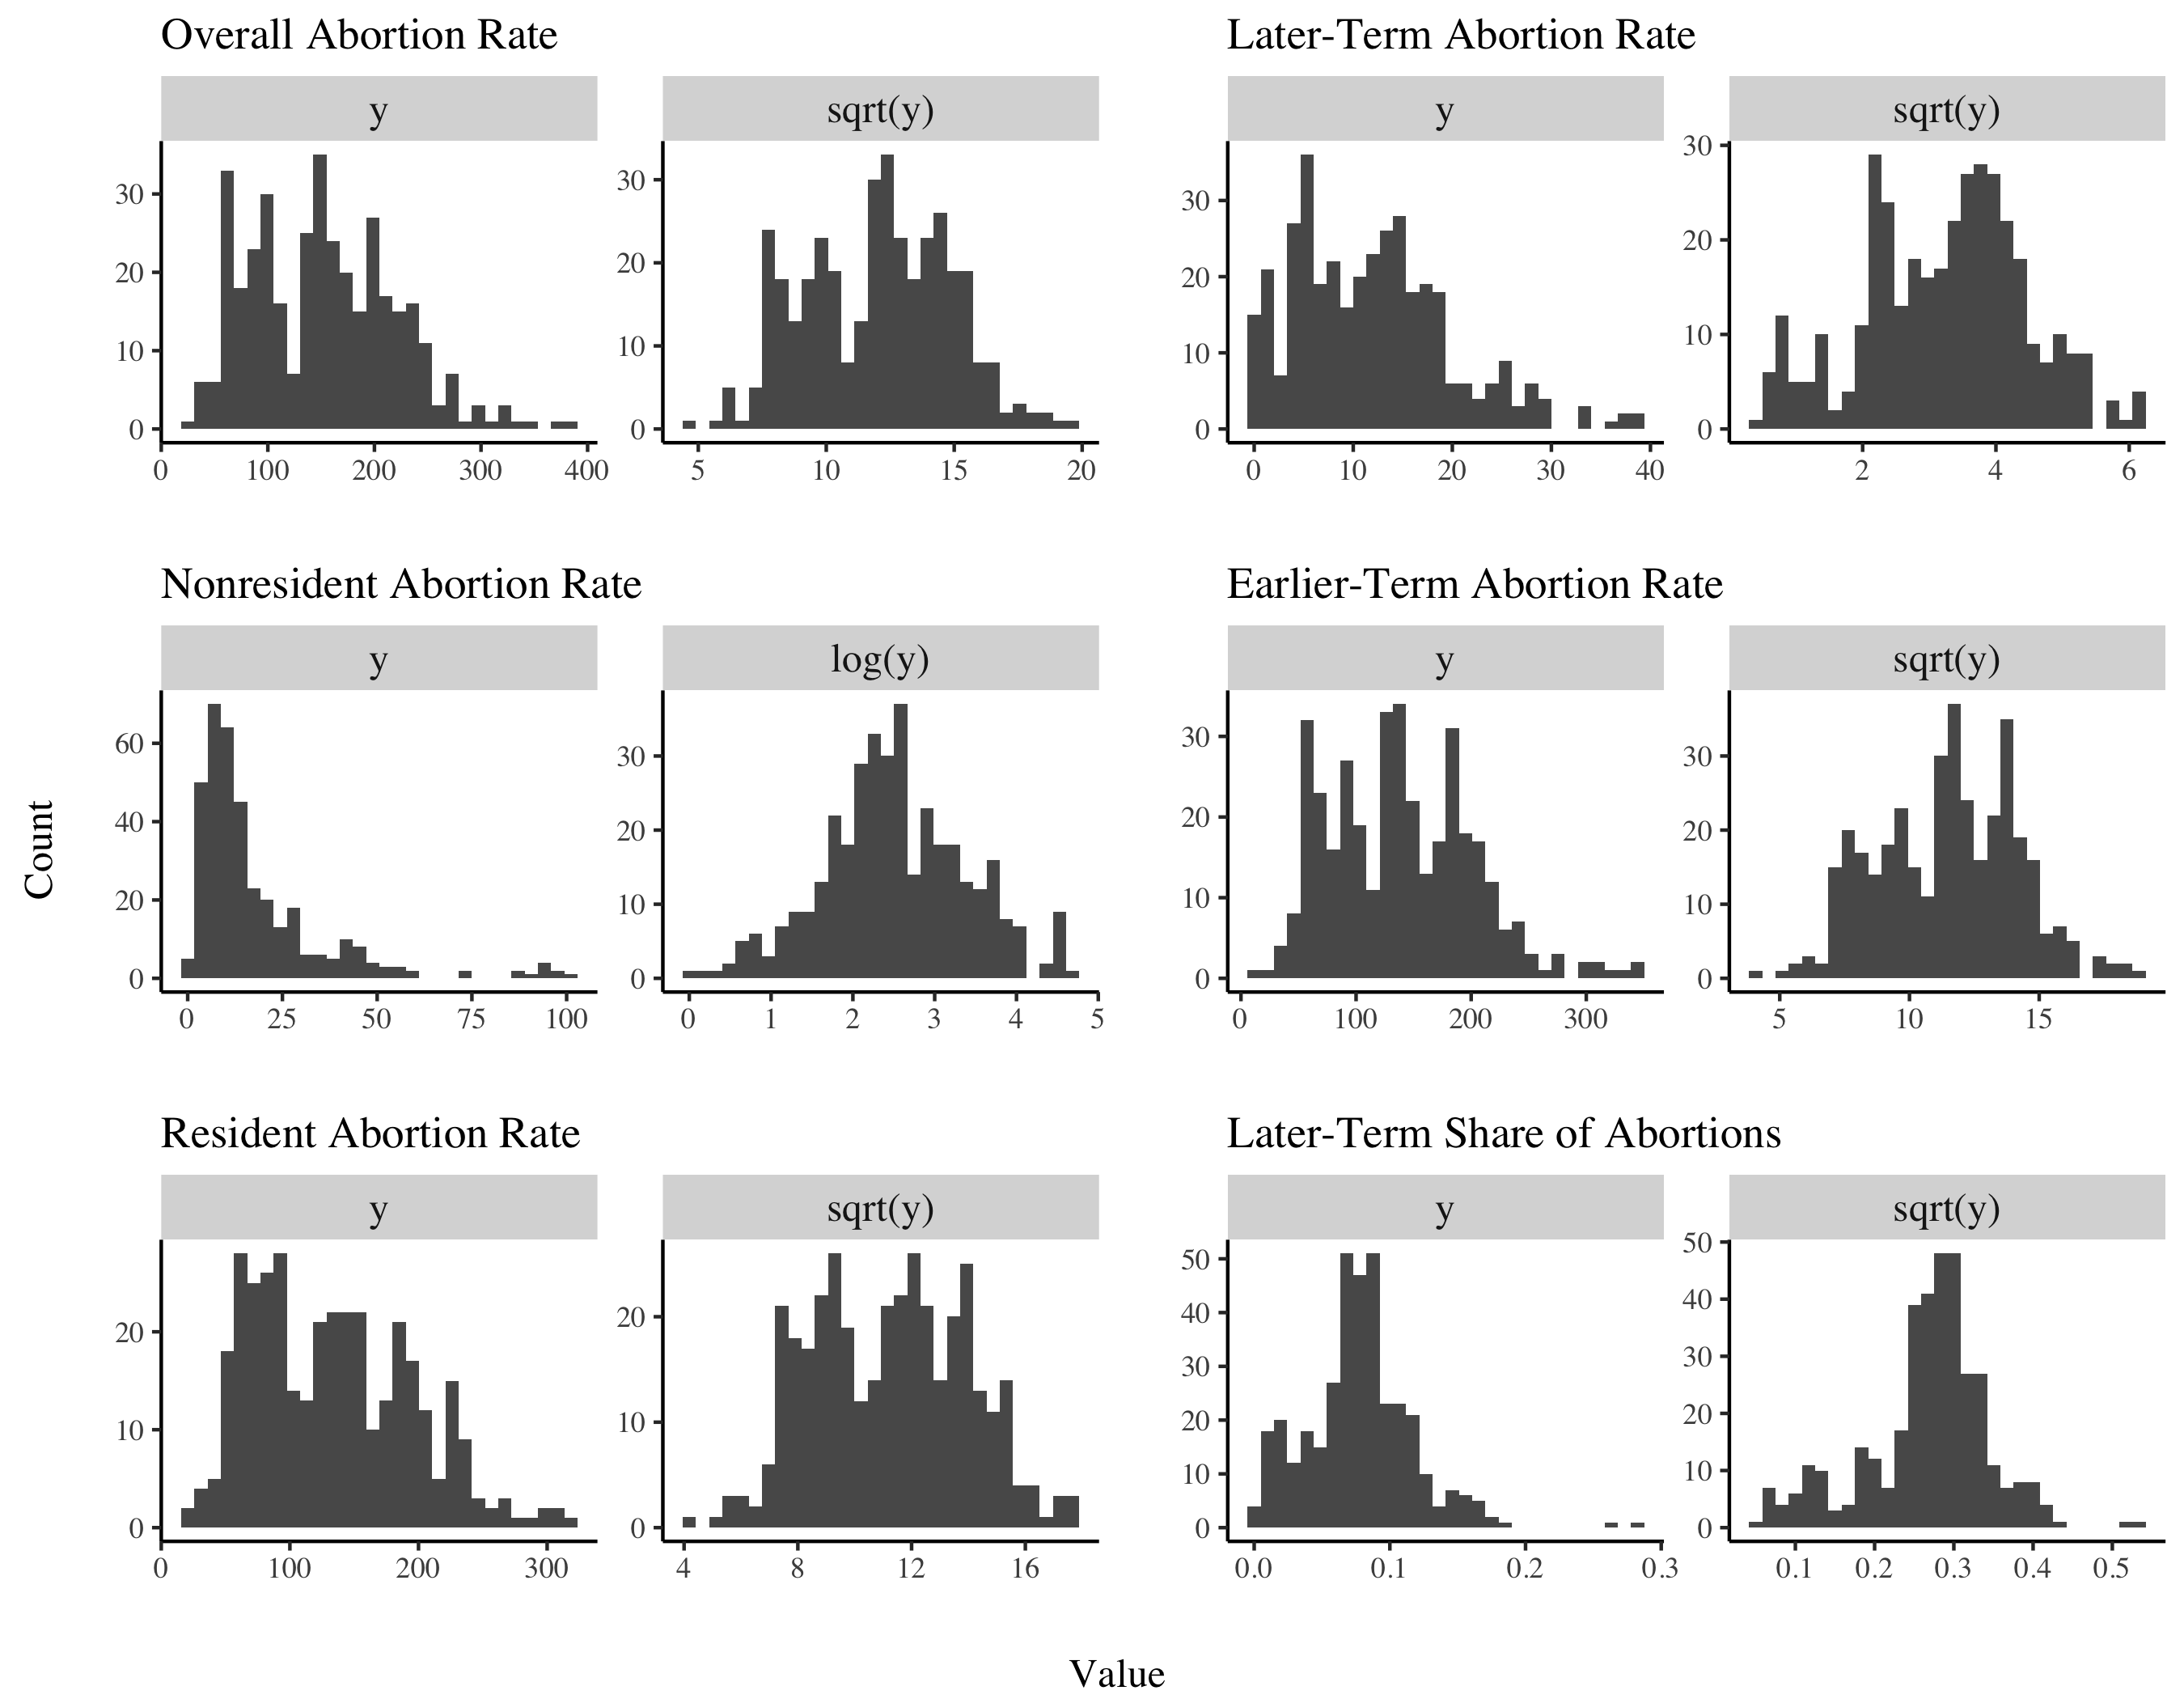 Overall Abortion Rate
Later-Term Abortion Rate
y
sqrt(y)
y
sqrt(y)
30
20
10
0
0 100 200 300 400
30
20
10
0
5 10 15 20
30
20
10
0
0 10 20 30 40
30
20
10
0
2 4 6
Nonresident Abortion Rate
Earlier-Term Abortion Rate
y
log(y)
y
sqrt(y)
60
40
20
0
0 25 50 75 100
30
20
10
0
0 1 2 3 4 5
30
20
10
0
0 100 200 300
30
20
10
0
5 10 15
Resident Abortion Rate
Later-Term Share of Abortions
y
sqrt(y)
y
sqrt(y)
20
10
0
0 100 200 300
20
10
0
4 8 12 16
50
40
30
20
10
0
0.0 0.1 0.2 0.3
50
40
30
20
10
0
0.1 0.2 0.3 0.4 0.5
Count
Value